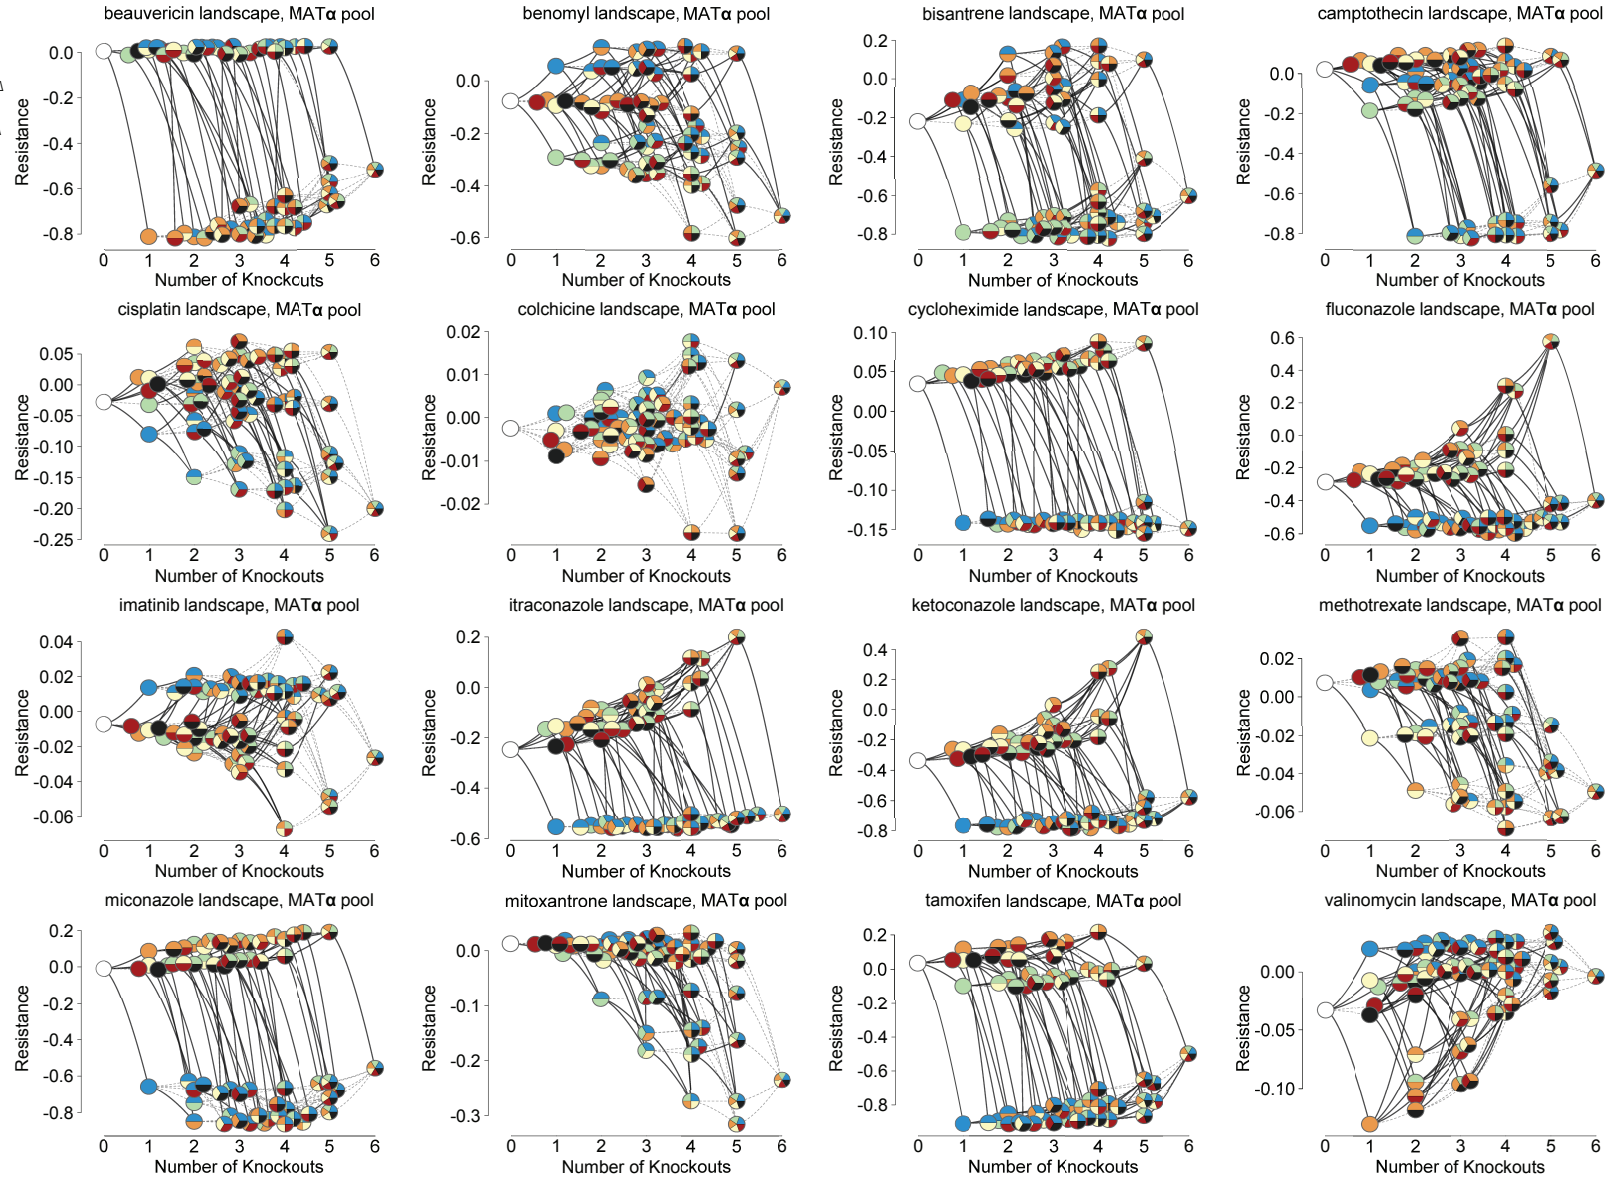 beauvericin landscape, MATα pool
benomyl landscape, MATα pool
bisantrene landscape, MATα pool
camptothecin landscape, MATα pool
Resistance
0.0
-0.2
-0.4
-0.6
-0.8
0 1 2 3 4 5 6
Number of Knockouts
Resistance
0.0
-0.2
-0.4
-0.6
0 1 2 3 4 5 6
Number of Knockouts
Resistance
0.2
0.0
-0.2
-0.4
-0.6
-0.8
0 1 2 3 4 5 6
Number of Knockouts
Resistance
0.0
-0.2
-0.4
-0.6
-0.8
0 1 2 3 4 5 6
Number of Knockouts
cisplatin landscape, MATα pool
colchicine landscape, MATα pool
cycloheximide landscape, MATα pool
fluconazole landscape, MATα pool
Resistance
0.05
0.00
-0.05
-0.10
-0.15
-0.20
-0.25
0 1 2 3 4 5 6
Number of Knockouts
Resistance
0.02
0.01
0.00
-0.01
-0.02
0 1 2 3 4 5 6
Number of Knockouts
Resistance
0.10
0.05
0.00
-0.05
-0.10
-0.15
0 1 2 3 4 5 6
Number of Knockouts
Resistance
0.6
0.4
0.2
0.0
-0.2
-0.4
-0.6
0 1 2 3 4 5 6
Number of Knockouts
imatinib landscape, MATα pool
itraconazole landscape, MATα pool
ketoconazole landscape, MATα pool
methotrexate landscape, MATα pool
Resistance
0.04
0.02
0.00
-0.02
-0.04
-0.06
0 1 2 3 4 5 6
Number of Knockouts
Resistance
0.2
0.0
-0.2
-0.4
-0.6
0 1 2 3 4 5 6
Number of Knockouts
Resistance
0.4
0.2
0.0
-0.2
-0.4
-0.6
-0.8
0 1 2 3 4 5 6
Number of Knockouts
Resistance
0.02
0.00
-0.02
-0.04
-0.06
0 1 2 3 4 5 6
Number of Knockouts
miconazole landscape, MATα pool
mitoxantrone landscape, MATα pool
tamoxifen landscape, MATα pool
valinomycin landscape, MATα pool
Resistance
0.2
0.0
-0.2
-0.4
-0.6
-0.8
0 1 2 3 4 5 6
Number of Knockouts
Resistance
0.0
-0.1
-0.2
-0.3
0 1 2 3 4 5 6
Number of Knockouts
Resistance
0.2
0.0
-0.2
-0.4
-0.6
-0.8
0 1 2 3 4 5 6
Number of Knockouts
Resistance
0.00
-0.05
-0.10
0 1 2 3 4 5 6
Number of Knockouts